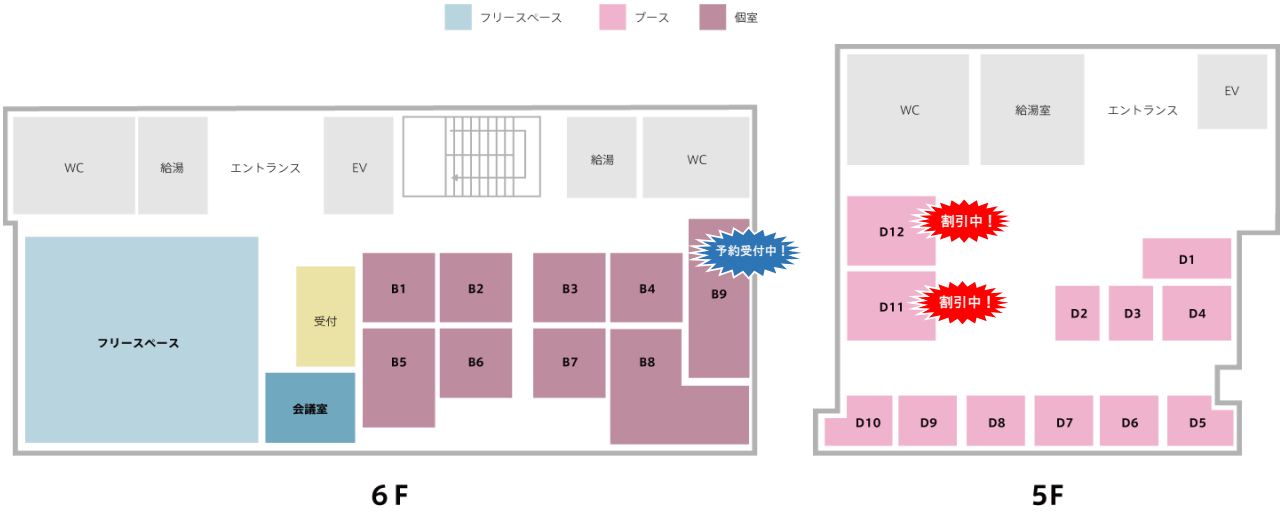 フリースペース
ブース
個室
WC
給湯
エントランス
EV
給湯
WC
予約受付中！
B1
B2
B3
B4
B9
受付
フリースペース
B5
B6
B7
B8
会議室
6F
WC
給湯室
エントランス
EV
D12
割引中！
D1
D11
割引中！
D2
D3
D4
D10
D9
D8
D7
D6
D5
5F